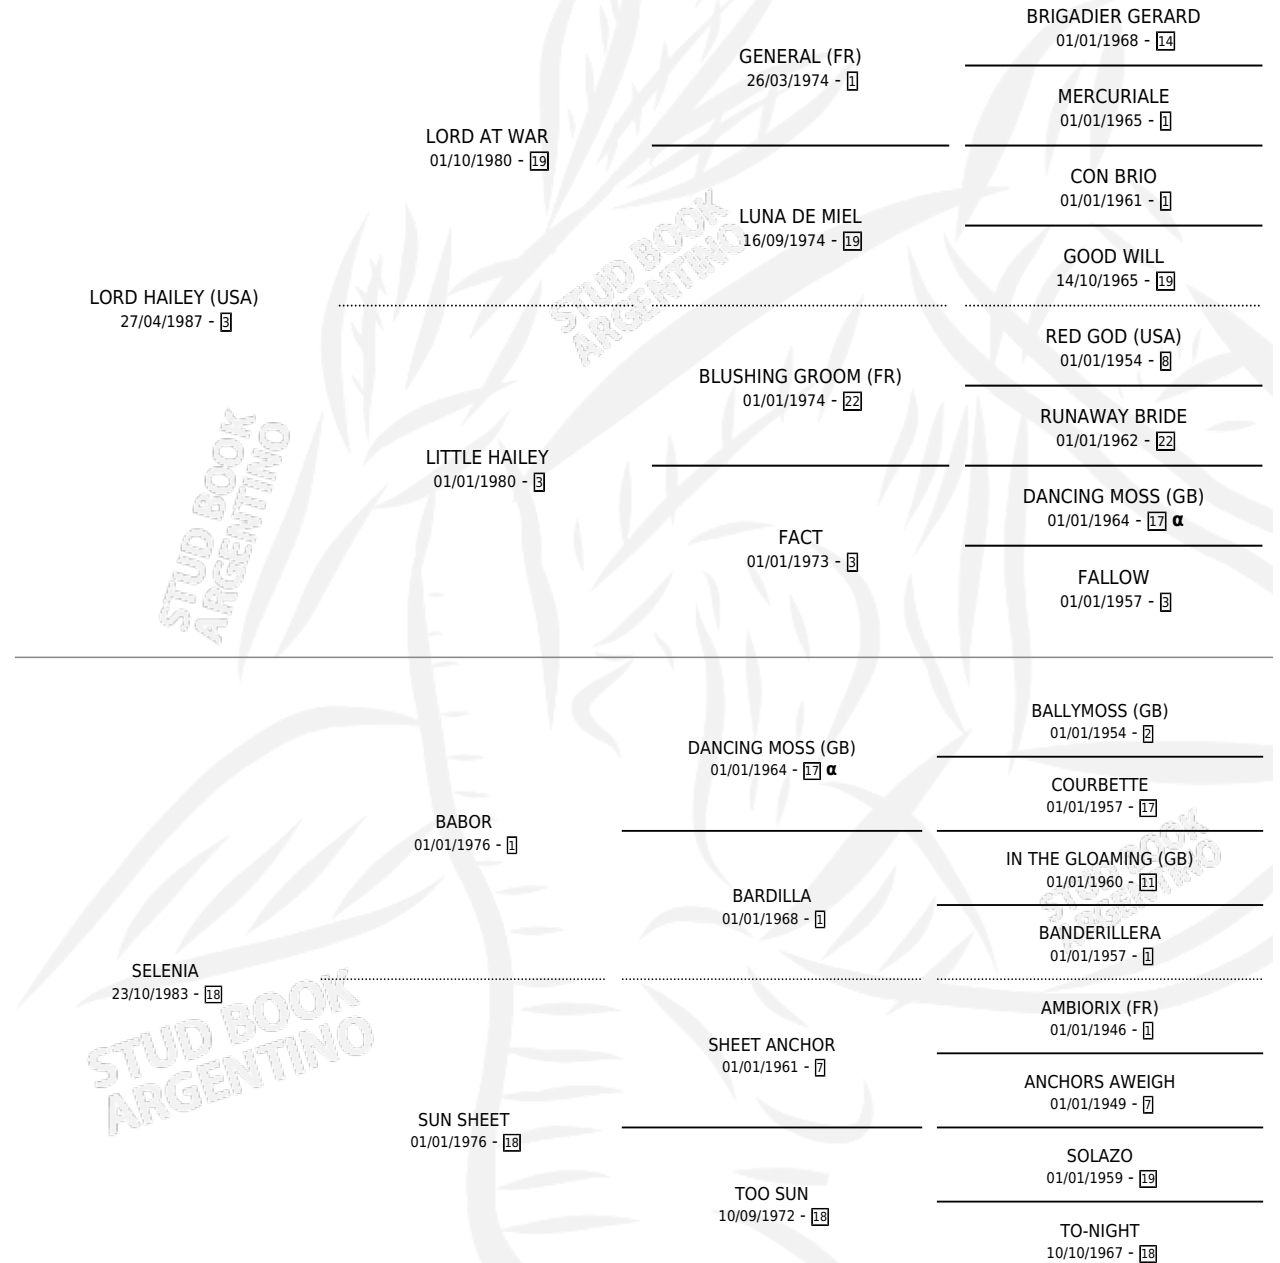 BRIGADIER GERARD
01/01/1968 - 14
GENERAL (FR)
26/03/1974 - 1
MERCURIALE
01/01/1965 - 1
LORD AT WAR
01/10/1980 - 19
CON BRIO
01/01/1961 - 1
LUNA DE MIEL
16/09/1974 - 19
GOOD WILL
14/10/1965 - 19
LORD HAILEY (USA)
27/04/1987 - 3
RED GOD (USA)
01/01/1954 - 8
BLUSHING GROOM (FR)
01/01/1974 - 22
RUNAWAY BRIDE
01/01/1962 - 22
LITTLE HAILEY
01/01/1980 - 3
DANCING MOSS (GB)
01/01/1964 - 17 α
FACT
01/01/1973 - 3
FALLOW
01/01/1957 - 3
BALLYMOSS (GB)
01/01/1954 - 2
DANCING MOSS (GB)
01/01/1964 - 17 α
COURBETTE
01/01/1957 - 17
BABOR
01/01/1976 - 1
IN THE GLOAMING (GB)
01/01/1960 - 11
BARDILLA
01/01/1968 - 1
BANDERILLERA
01/01/1957 - 1
SELENIA
23/10/1983 - 18
AMBIORIX (FR)
01/01/1946 - 1
SHEET ANCHOR
01/01/1961 - 7
ANCHORS AWEIGH
01/01/1949 - 7
SUN SHEET
01/01/1976 - 18
SOLAZO
01/01/1959 - 19
TOO SUN
10/09/1972 - 18
TO-NIGHT
10/10/1967 - 18
STUD BOOK
ARGENTINO
STUD BOOK
ARGENTINO
STUD BOOK
ARGENTINO
STUD BOOK
ARGENTINO